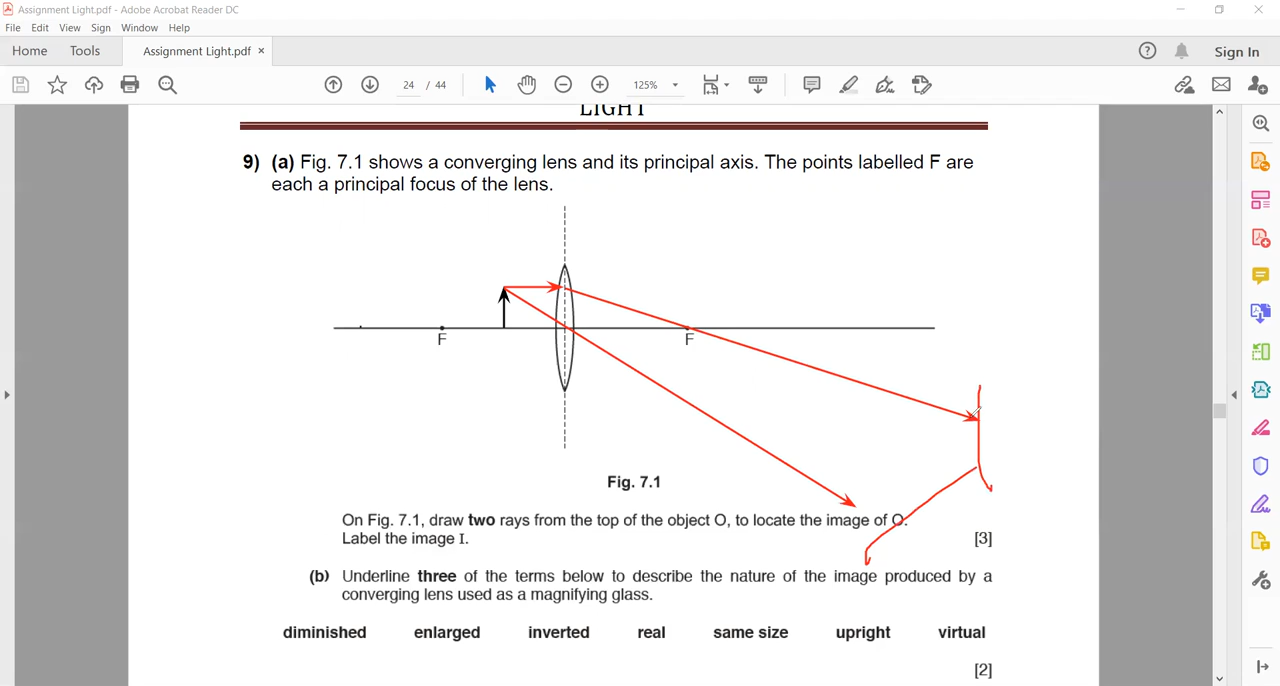 Assignment Light.pdf - Adobe Acrobat Reader DC
File Edit View Sign Window Help
Home Tools Assignment Light.pdf × Sign In
24 / 44 125%
LIGHT
9) (a) Fig. 7.1 shows a converging lens and its principal axis. The points labelled F are
each a principal focus of the lens.
F F
Fig. 7.1
On Fig. 7.1, draw two rays from the top of the object O, to locate the image of O.
Label the image I. [3]
(b) Underline three of the terms below to describe the nature of the image produced by a
converging lens used as a magnifying glass.
diminished enlarged inverted real same size upright virtual
[2]